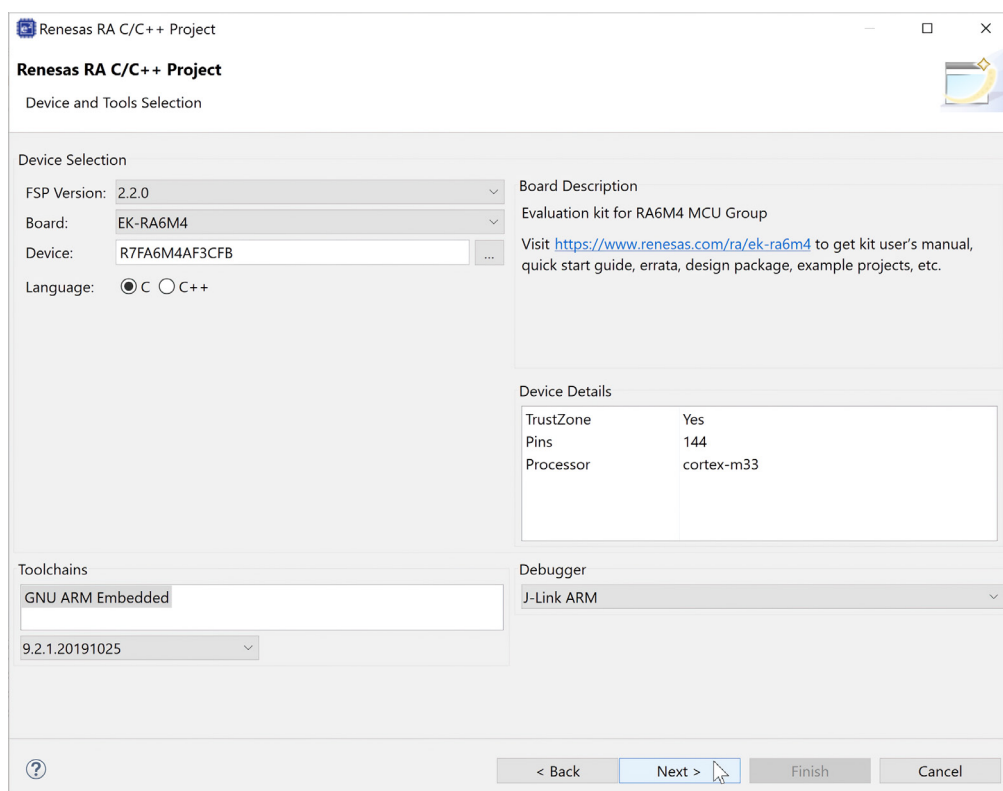 Renesas RA C/C++ Project
Renesas RA C/C++ Project
Device and Tools Selection
Device Selection
FSP Version: 2.2.0
Board: EK-RA6M4
Device: R7FA6M4AF3CFB ...
Language: C C++
Board Description
Evaluation kit for RA6M4 MCU Group
Visit https://www.renesas.com/ra/ek-ra6m4 to get kit user's manual,
quick start guide, errata, design package, example projects, etc.
Device Details
TrustZone Yes
Pins 144
Processor cortex-m33
Toolchains
GNU ARM Embedded
9.2.1.20191025
Debugger
J-Link ARM
? < Back Next > Finish Cancel